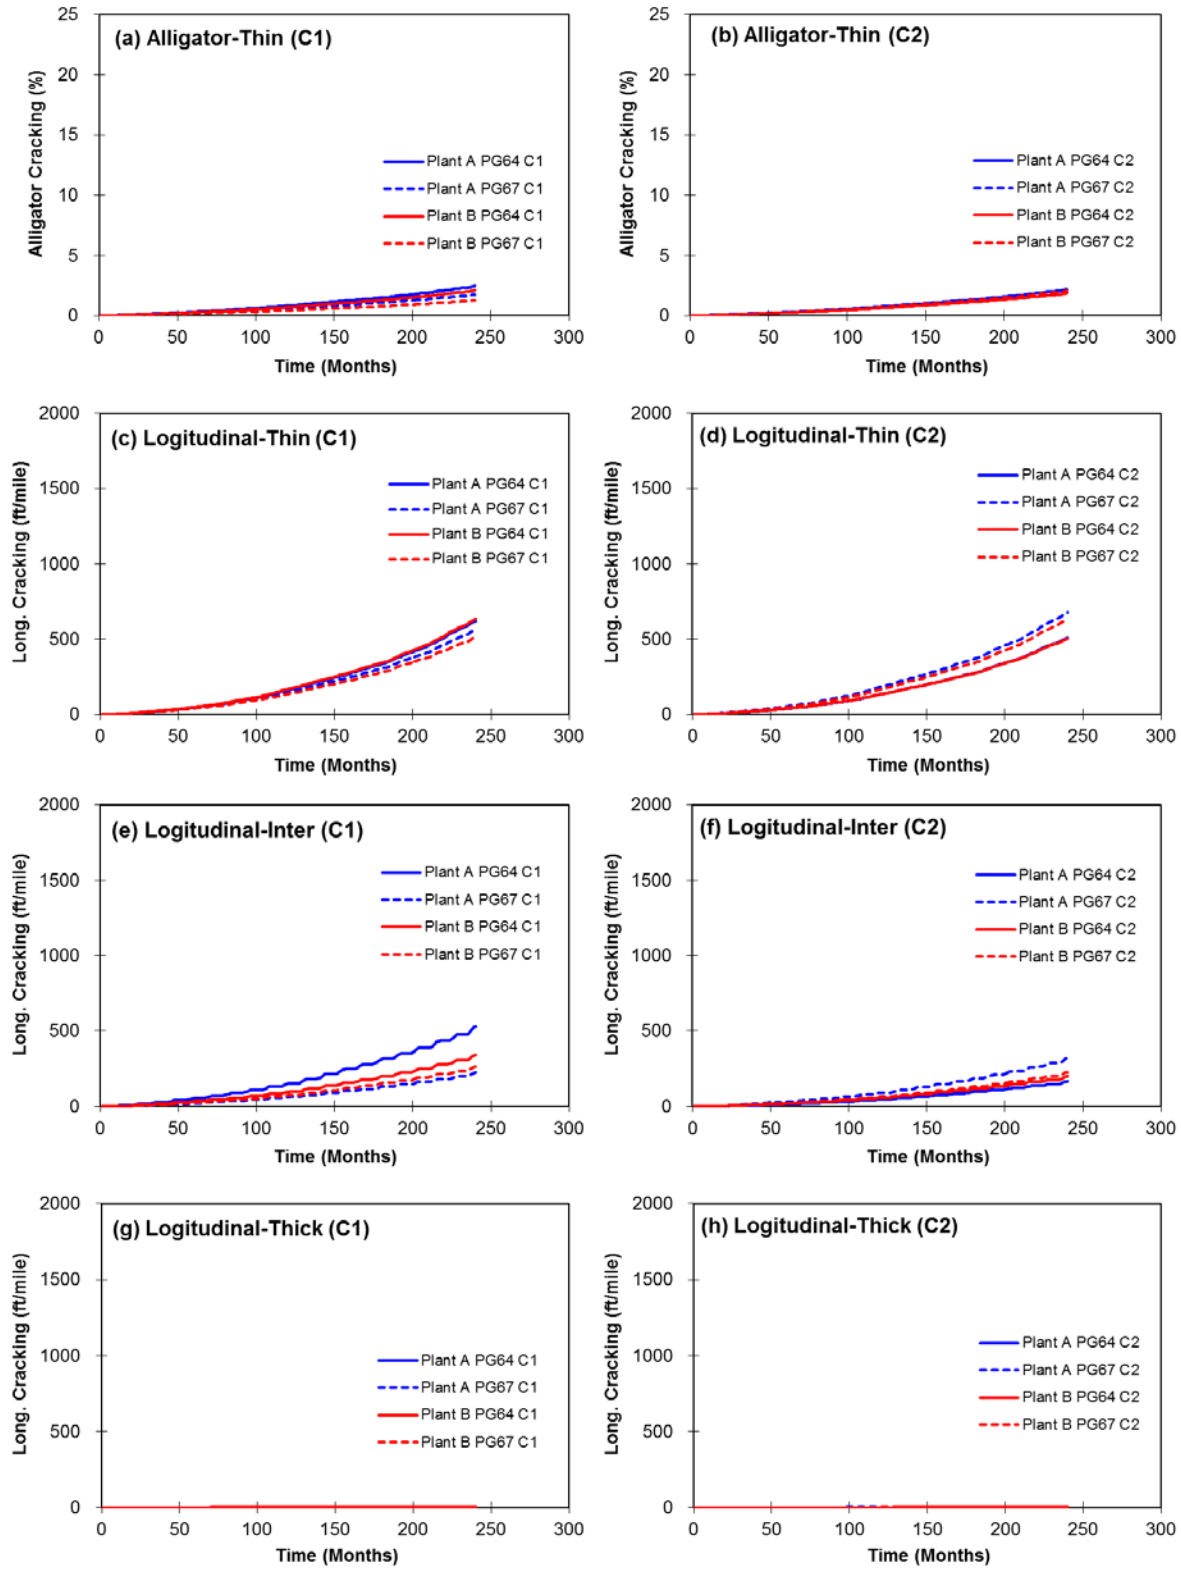 (a) Alligator-Thin (C1)
Alligator Cracking (%)
25
20
15
10
5
0
Plant A PG64 C1
Plant A PG67 C1
Plant B PG64 C1
Plant B PG67 C1
0 50 100 150 200 250 300
Time (Months)
(b) Alligator-Thin (C2)
Alligator Cracking (%)
25
20
15
10
5
0
Plant A PG64 C2
Plant A PG67 C2
Plant B PG64 C2
Plant B PG67 C2
0 50 100 150 200 250 300
Time (Months)
(c) Logitudinal-Thin (C1)
Long. Cracking (ft/mile)
2000
1500
1000
500
0
Plant A PG64 C1
Plant A PG67 C1
Plant B PG64 C1
Plant B PG67 C1
0 50 100 150 200 250 300
Time (Months)
(d) Logitudinal-Thin (C2)
Long. Cracking (ft/mile)
2000
1500
1000
500
0
Plant A PG64 C2
Plant A PG67 C2
Plant B PG64 C2
Plant B PG67 C2
0 50 100 150 200 250 300
Time (Months)
(e) Logitudinal-Inter (C1)
Long. Cracking (ft/mile)
2000
1500
1000
500
0
Plant A PG64 C1
Plant A PG67 C1
Plant B PG64 C1
Plant B PG67 C1
0 50 100 150 200 250 300
Time (Months)
(f) Logitudinal-Inter (C2)
Long. Cracking (ft/mile)
2000
1500
1000
500
0
Plant A PG64 C2
Plant A PG67 C2
Plant B PG64 C2
Plant B PG67 C2
0 50 100 150 200 250 300
Time (Months)
(g) Logitudinal-Thick (C1)
Long. Cracking (ft/mile)
2000
1500
1000
500
0
Plant A PG64 C1
Plant A PG67 C1
Plant B PG64 C1
Plant B PG67 C1
0 50 100 150 200 250 300
Time (Months)
(h) Logitudinal-Thick (C2)
Long. Cracking (ft/mile)
2000
1500
1000
500
0
Plant A PG64 C2
Plant A PG67 C2
Plant B PG64 C2
Plant B PG67 C2
0 50 100 150 200 250 300
Time (Months)